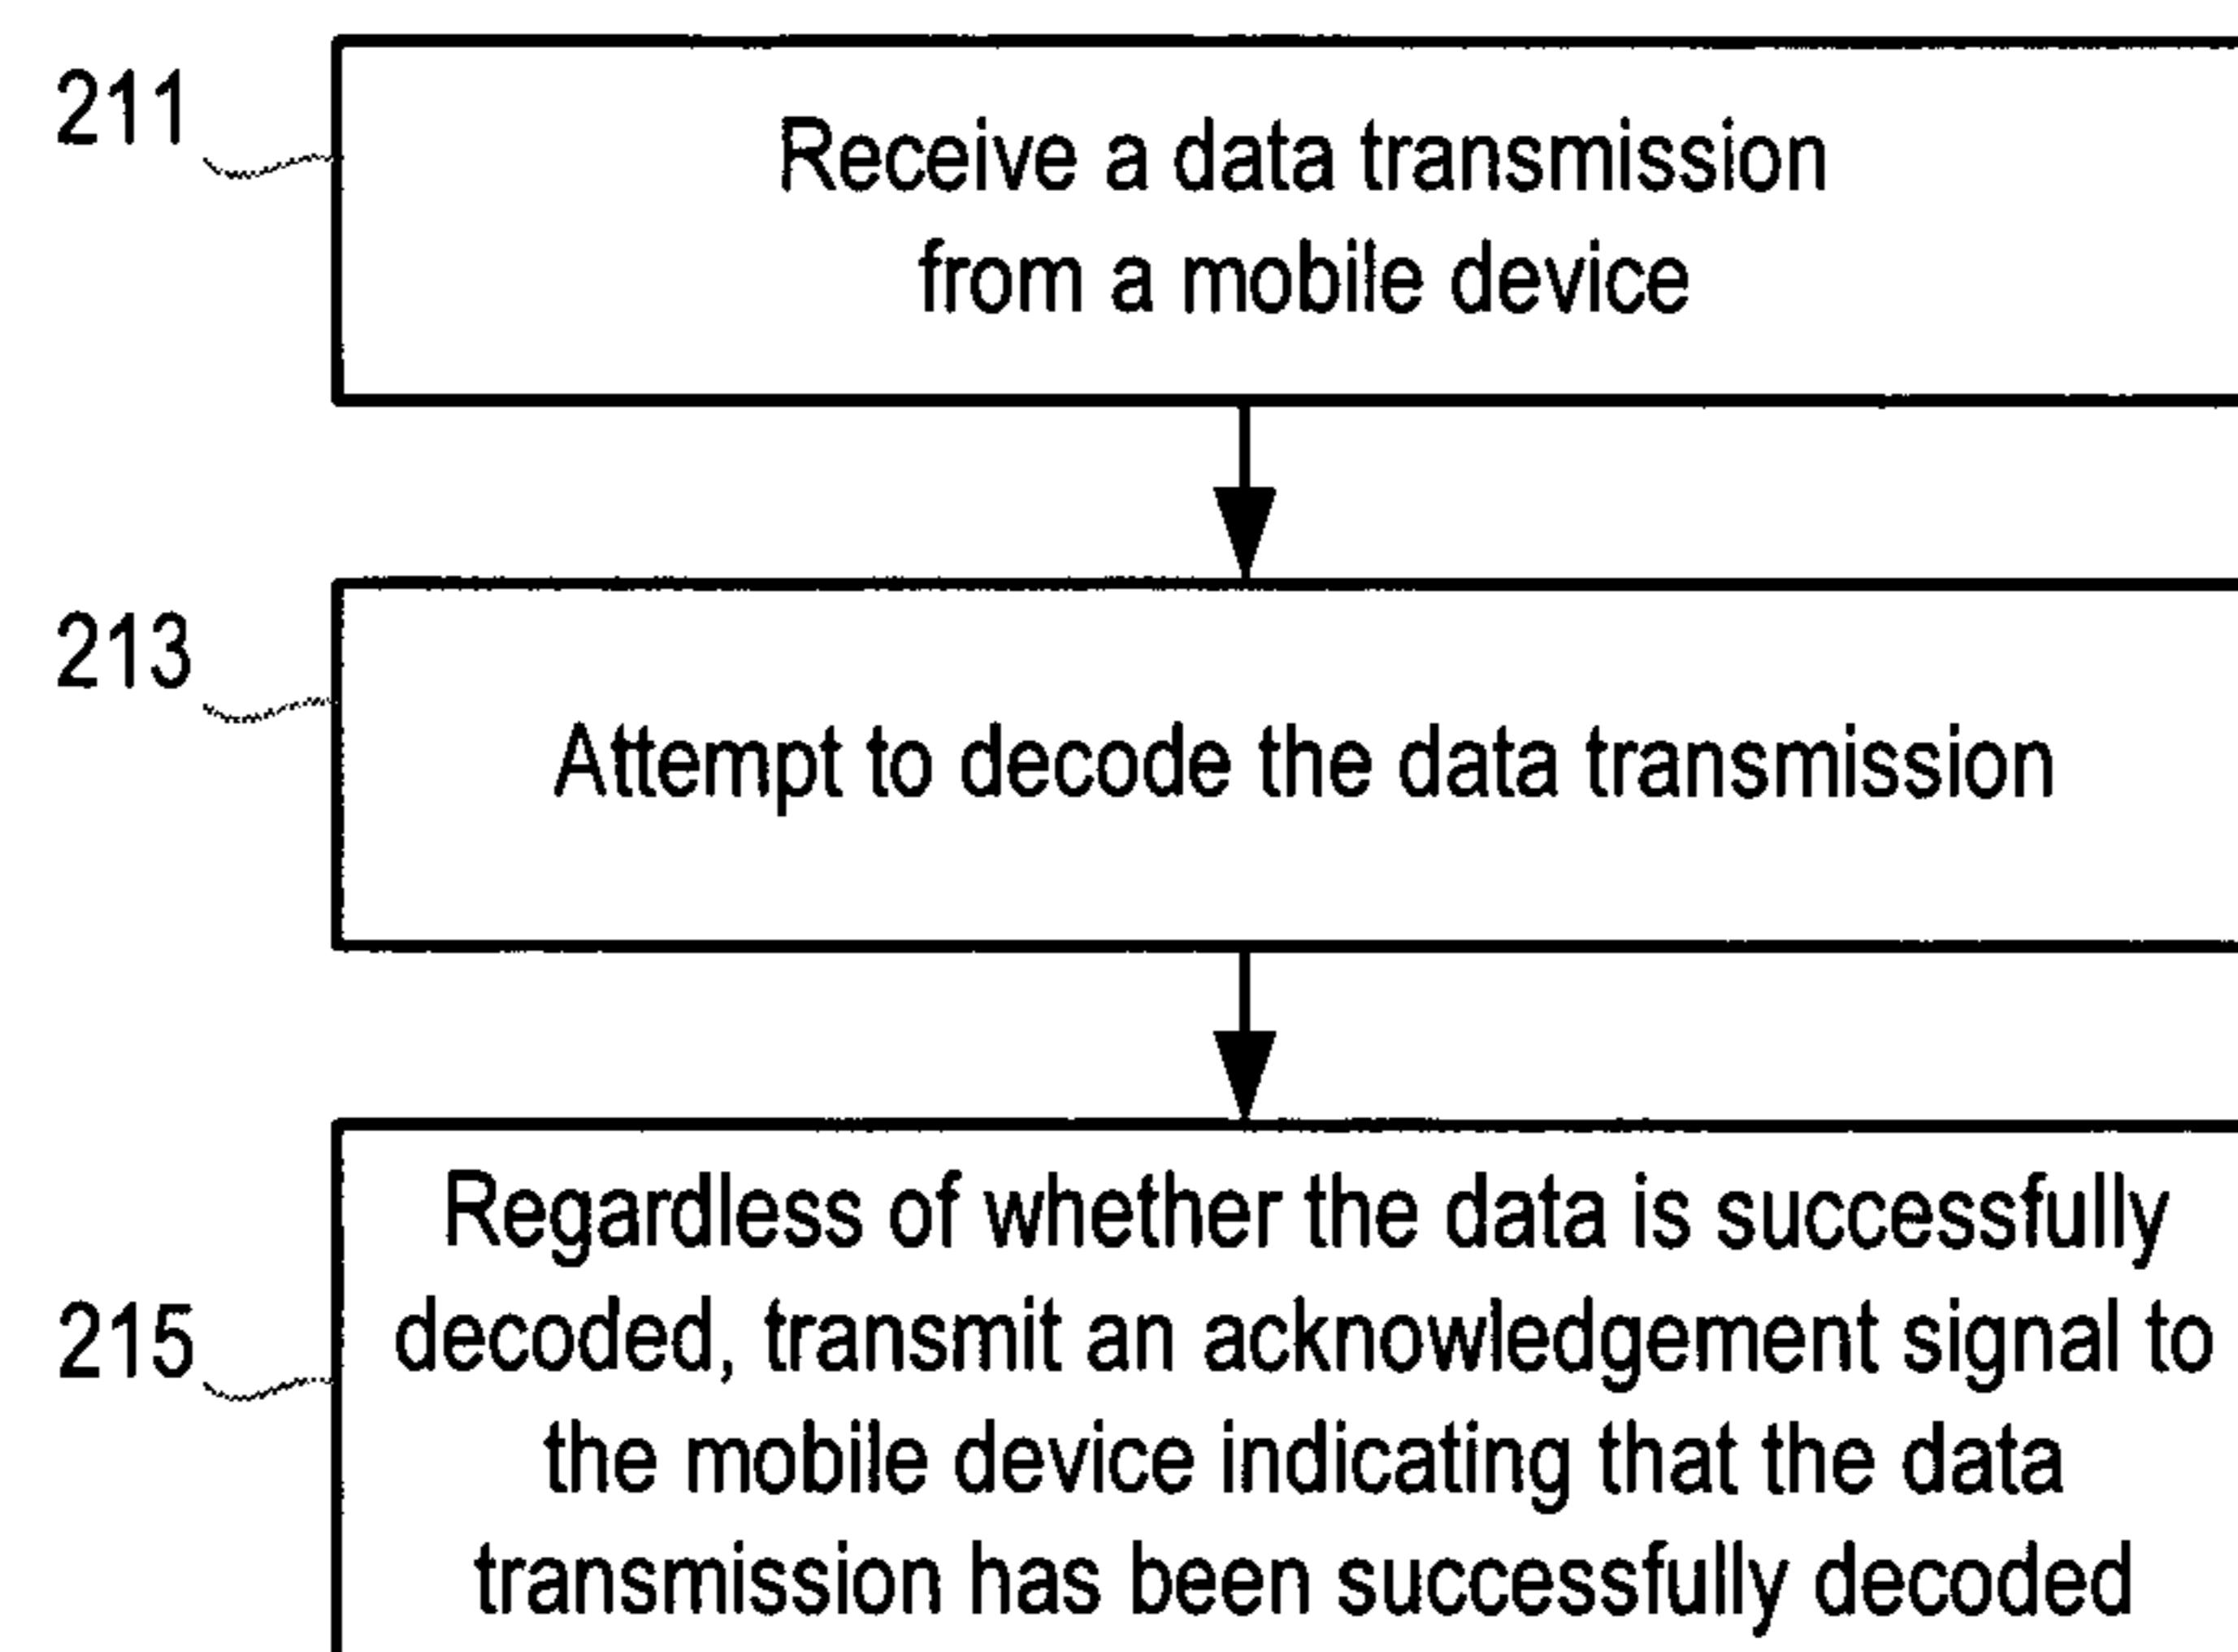 211
Receive a data transmission
from a mobile device
213
Attempt to decode the data transmission
Regardless of whether the data is successfully
215
decoded, transmit an acknowledgement signal to
the mobile device indicating that the data
transmission has been successfully decoded